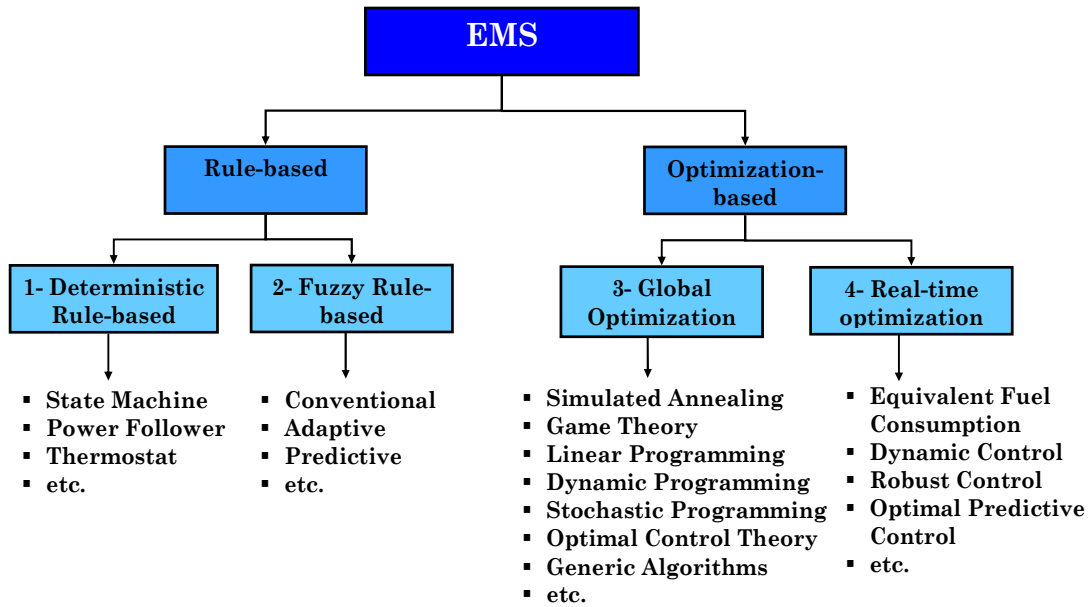 EMS
Rule-based
Optimization-
based
1- Deterministic
Rule-based
2- Fuzzy Rule-
based
3- Global
Optimization
4- Real-time
optimization
▪ State Machine
▪ Power Follower
▪ Thermostat
▪ etc.
▪ Conventional
▪ Adaptive
▪ Predictive
▪ etc.
▪ Simulated Annealing
▪ Game Theory
▪ Linear Programming
▪ Dynamic Programming
▪ Stochastic Programming
▪ Optimal Control Theory
▪ Generic Algorithms
▪ etc.
▪ Equivalent Fuel
Consumption
▪ Dynamic Control
▪ Robust Control
▪ Optimal Predictive
Control
▪ etc.